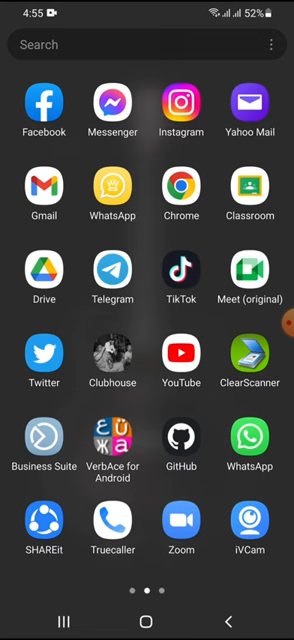 4:55
52%
Search
Facebook
Messenger
Instagram
Yahoo Mail
Gmail
WhatsApp
Chrome
Classroom
Drive
Telegram
TikTok
Meet (original)
Twitter
Clubhouse
YouTube
ClearScanner
Business Suite
VerbAce for
Android
GitHub
WhatsApp
SHAREit
Truecaller
Zoom
iVCam